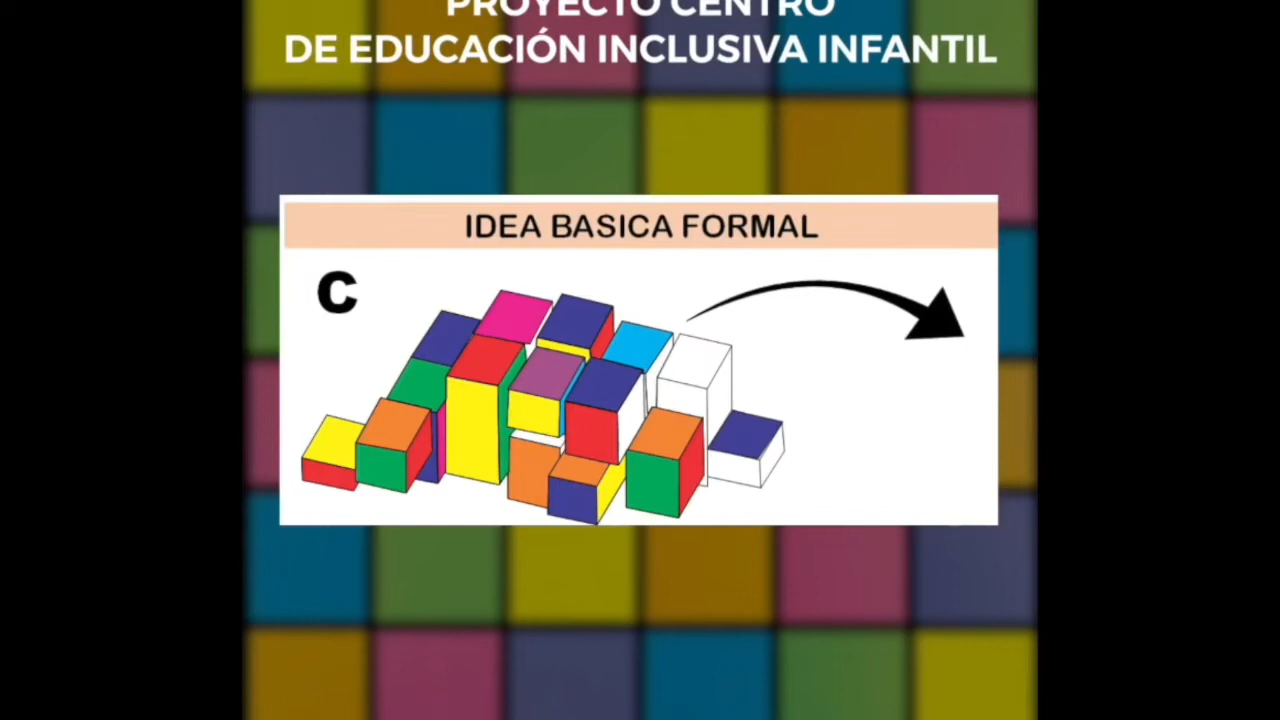 PROYECTO CENTRO
DE EDUCACIÓN INCLUSIVA INFANTIL
IDEA BASICA FORMAL
C